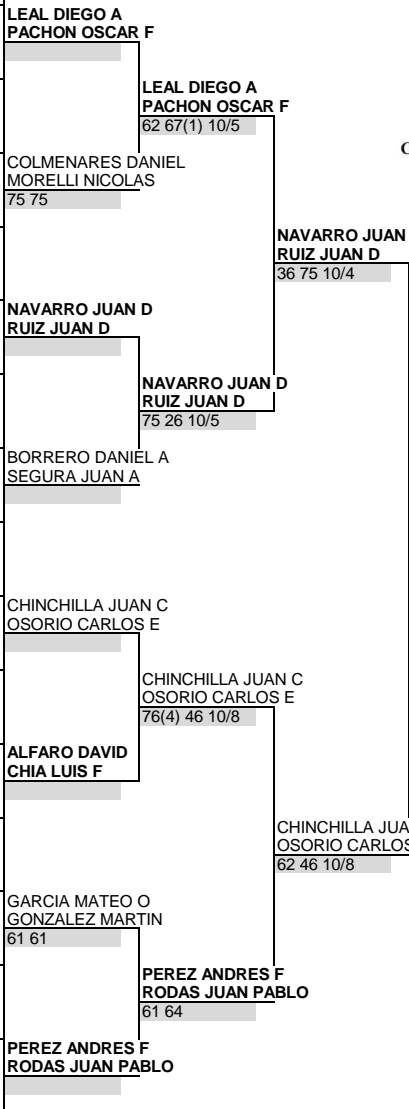 LEAL DIEGO A
PACHON OSCAR F
LEAL DIEGO A
PACHON OSCAR F
62 67(1) 10/5
C
COLMENARES DANIEL
MORELLI NICOLAS
75 75
NAVARRO JUAN
RUIZ JUAN D
36 75 10/4
NAVARRO JUAN D
RUIZ JUAN D
NAVARRO JUAN D
RUIZ JUAN D
75 26 10/5
BORRERO DANIEL A
SEGURA JUAN A
CHINCHILLA JUAN C
OSORIO CARLOS E
CHINCHILLA JUAN C
OSORIO CARLOS E
76(4) 46 10/8
ALFARO DAVID
CHIA LUIS F
CHINCHILLA JUA
OSORIO CARLOS
62 46 10/8
GARCIA MATEO O
GONZALEZ MARTIN
61 61
PEREZ ANDRES F
RODAS JUAN PABLO
61 64
PEREZ ANDRES F
RODAS JUAN PABLO